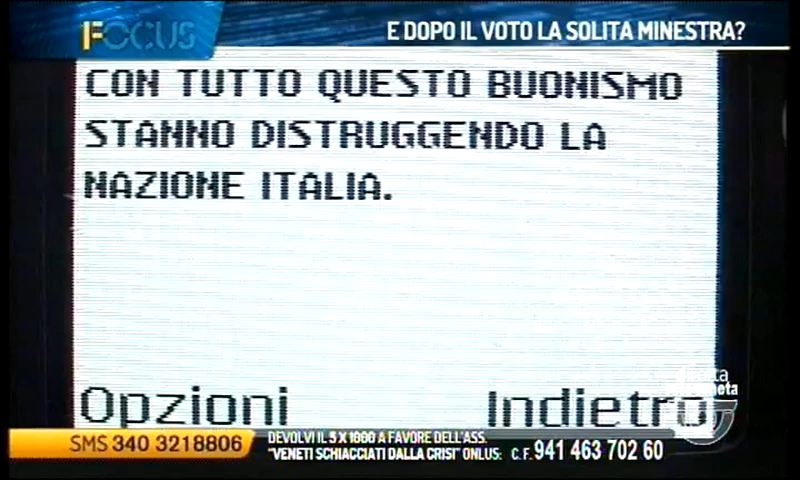 FOCUS
E DOPO IL VOTO LA SOLITA MINESTRA?
CON TUTTO QUESTO BUONISMO
STANNO DISTRUGGENDO LA
NAZIONE ITALIA.
Opzioni Indietro
SMS 340 3218806
DEVOLVI IL 5 X 1000 A FAVORE DELL'ASS.
"VENETI SCHIACCIATI DALLA CRISI" ONLUS: C.F. 941 463 702 60